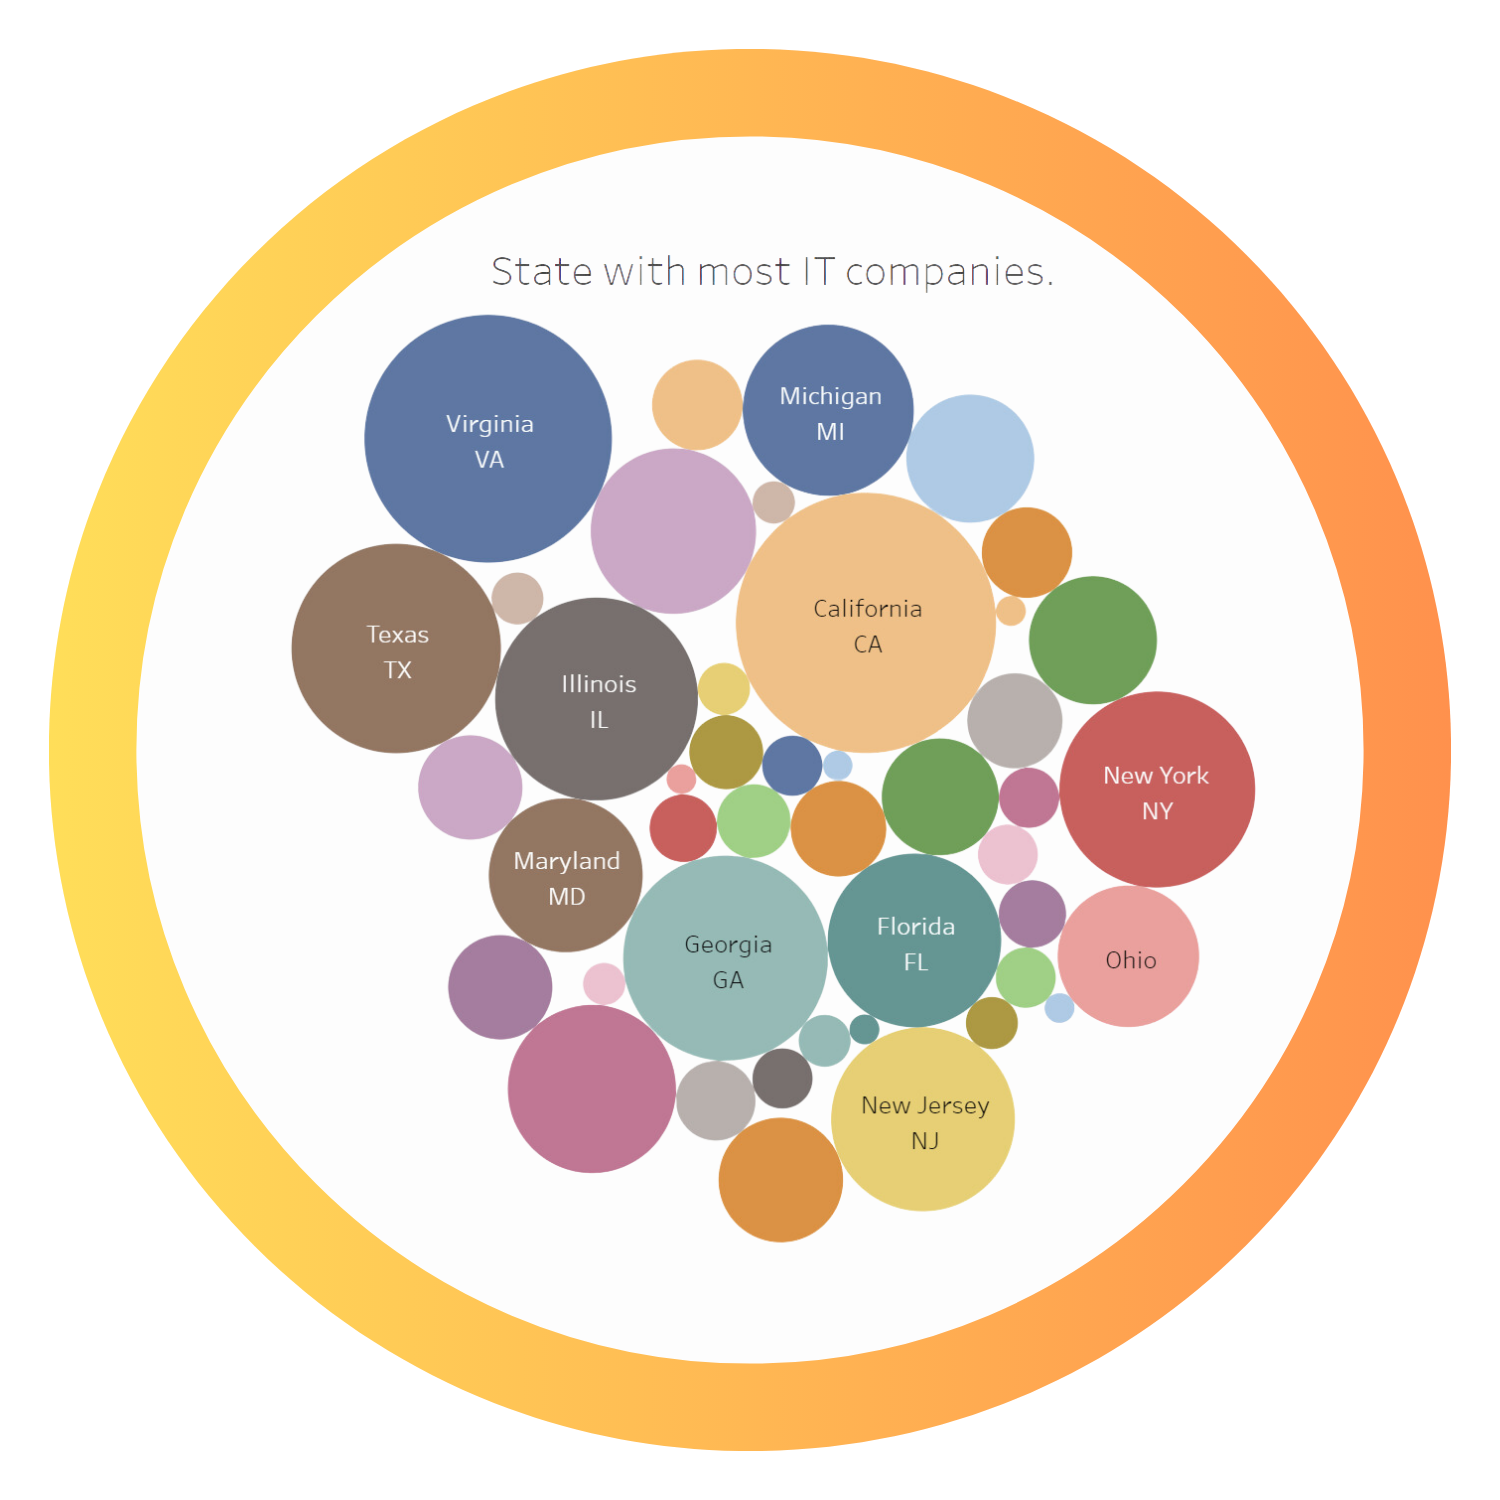 State with most IT companies.
Virginia
VA
Michigan
MI
Texas
TX
Illinois
IL
California
CA
New York
NY
Maryland
MD
Georgia
GA
Florida
FL
Ohio
New Jersey
NJ